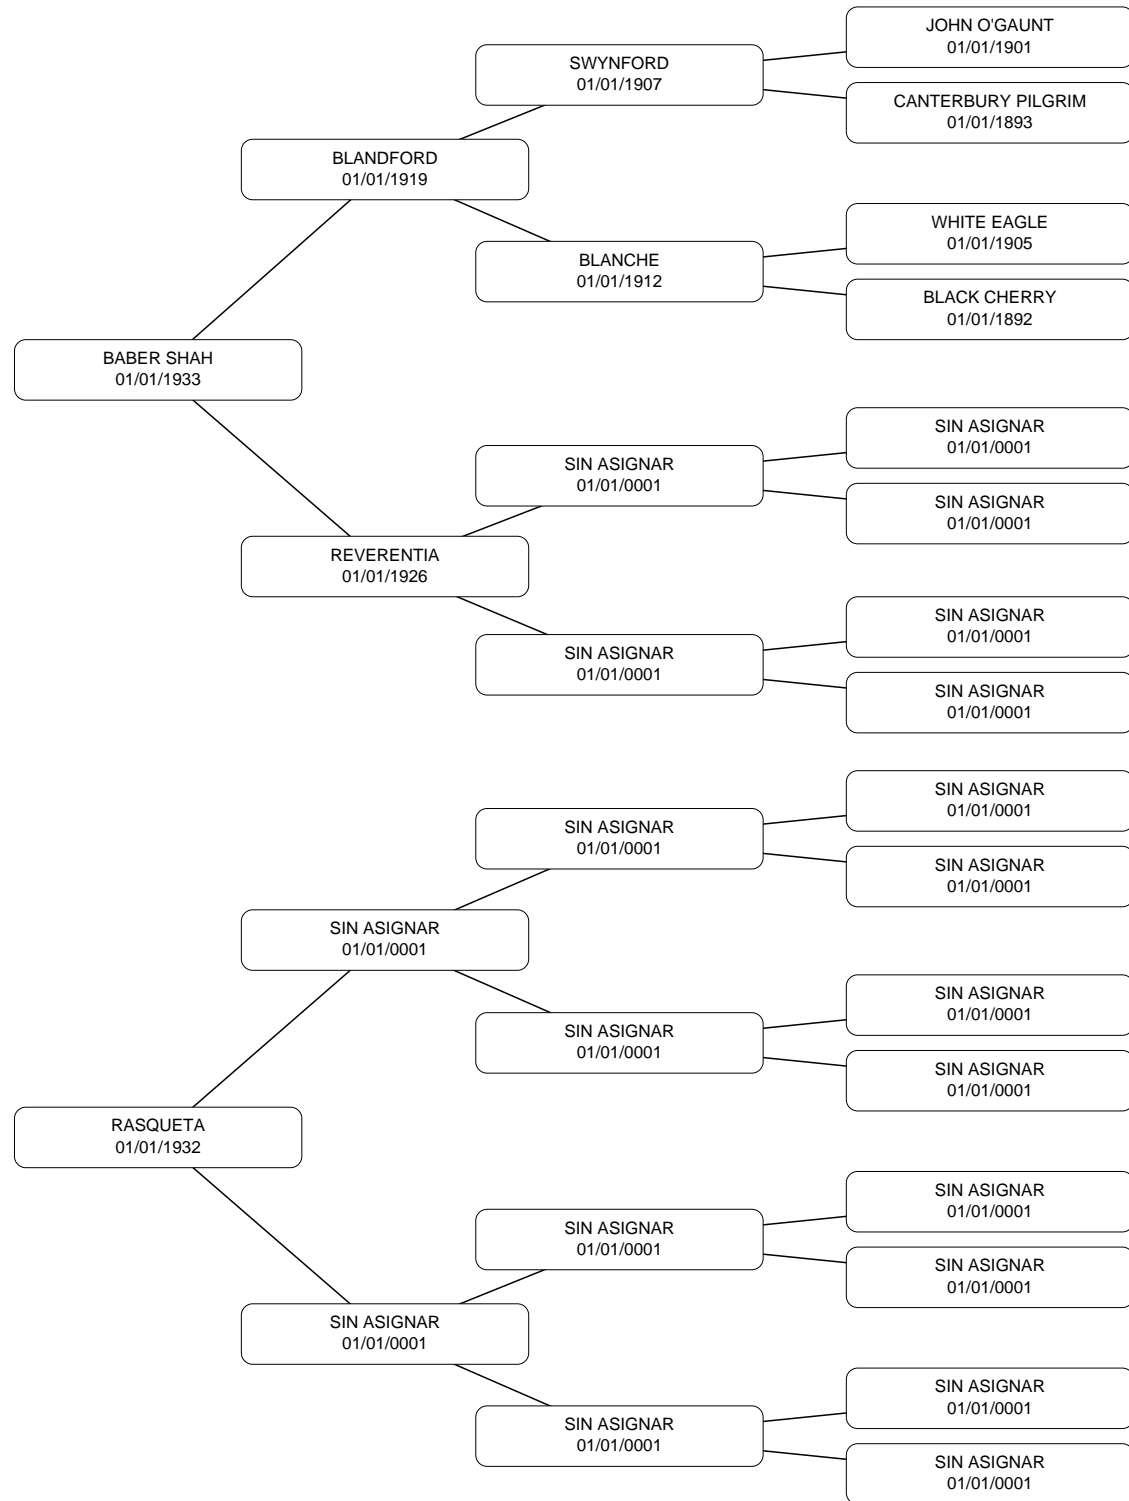 JOHN O'GAUNT
01/01/1901
SWYNFORD
01/01/1907
CANTERBURY PILGRIM
01/01/1893
BLANDFORD
01/01/1919
WHITE EAGLE
01/01/1905
BLANCHE
01/01/1912
BLACK CHERRY
01/01/1892
BABER SHAH
01/01/1933
SIN ASIGNAR
01/01/0001
SIN ASIGNAR
01/01/0001
SIN ASIGNAR
01/01/0001
REVERENTIA
01/01/1926
SIN ASIGNAR
01/01/0001
SIN ASIGNAR
01/01/0001
SIN ASIGNAR
01/01/0001
SIN ASIGNAR
01/01/0001
SIN ASIGNAR
01/01/0001
SIN ASIGNAR
01/01/0001
SIN ASIGNAR
01/01/0001
SIN ASIGNAR
01/01/0001
SIN ASIGNAR
01/01/0001
SIN ASIGNAR
01/01/0001
RASQUETA
01/01/1932
SIN ASIGNAR
01/01/0001
SIN ASIGNAR
01/01/0001
SIN ASIGNAR
01/01/0001
SIN ASIGNAR
01/01/0001
SIN ASIGNAR
01/01/0001
SIN ASIGNAR
01/01/0001
SIN ASIGNAR
01/01/0001